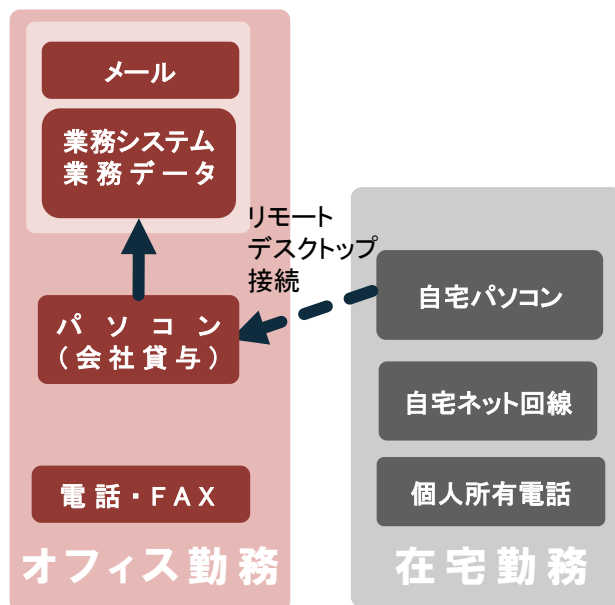 メール
業務システム
業務データ
リモート
デスクトップ
接続
パソコン
（会社貸与）
電話・FAX
オフィス勤務
自宅パソコン
自宅ネット回線
個人所有電話
在宅勤務